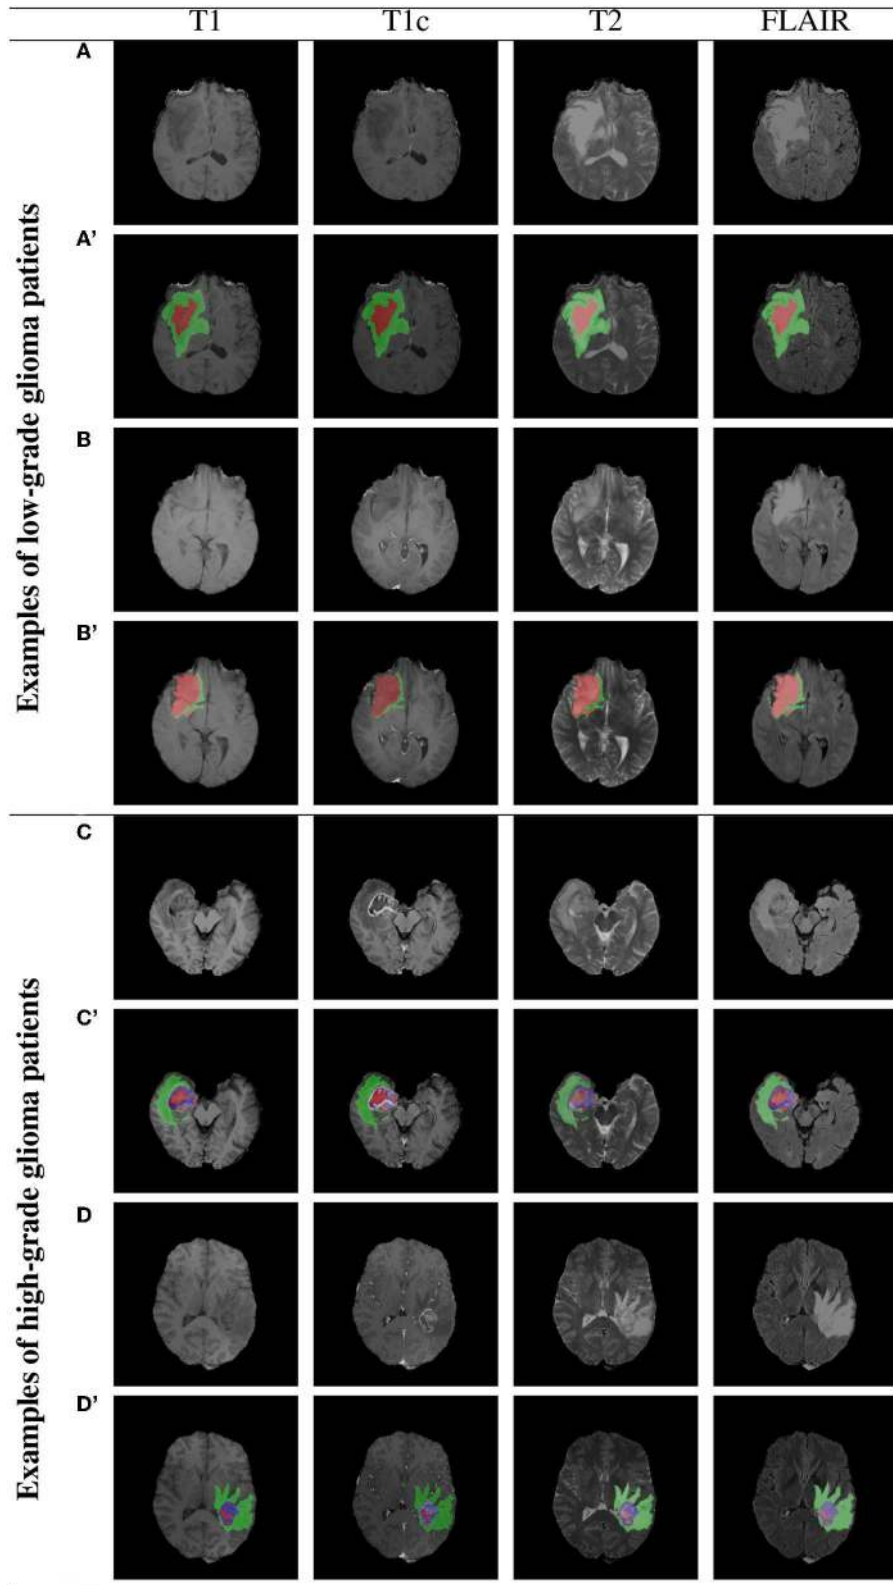 T1 T1c T2 FLAIR
Examples of low-grade glioma patients
A
A’
B
B’
Examples of high-grade glioma patients
C
C’
D
D’